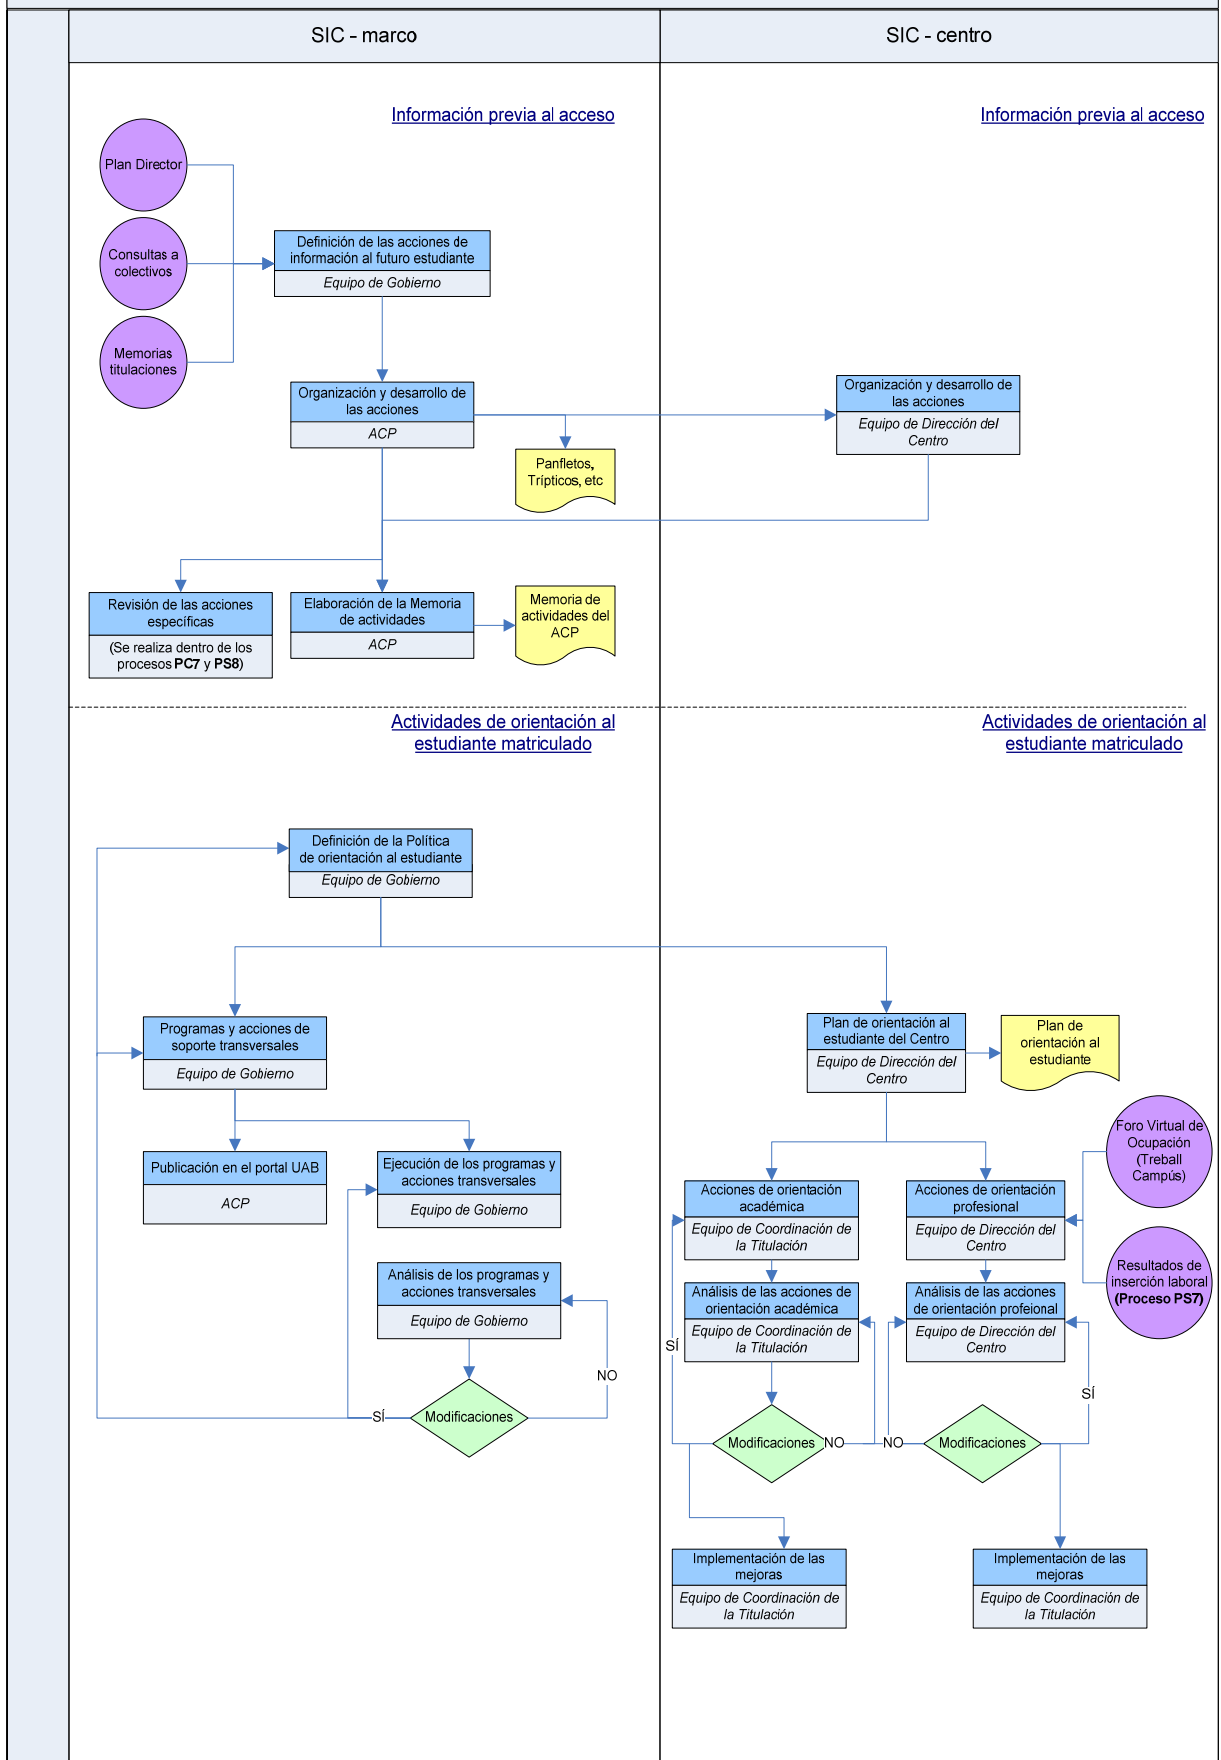 SIC - marco
SIC - centro
Información previa al acceso
Información previa al acceso
Plan Director
Consultas a
colectivos
Memorias
titulaciones
Definición de las acciones de
información al futuro estudiante
Equipo de Gobierno
Organización y desarrollo de
las acciones
ACP
Organización y desarrollo de
las acciones
Equipo de Dirección del
Centro
Panfletos,
Trípticos, etc
Revisión de las acciones
específicas
(Se realiza dentro de los
procesos PC7 y PS8)
Elaboración de la Memoria
de actividades
ACP
Memoria de
actividades del
ACP
Actividades de orientación al
estudiante matriculado
Actividades de orientación al
estudiante matriculado
Definición de la Política
de orientación al estudiante
Equipo de Gobierno
Programas y acciones de
soporte transversales
Equipo de Gobierno
Plan de orientación al
estudiante del Centro
Equipo de Dirección del
Centro
Plan de
orientación al
estudiante
Publicación en el portal UAB
ACP
Ejecución de los programas y
acciones transversales
Equipo de Gobierno
Foro Virtual de
Ocupación
(Treball
Campús)
Acciones de orientación
académica
Equipo de Coordinación de
la Titulación
Acciones de orientación
profesional
Equipo de Dirección del
Centro
Análisis de los programas y
acciones transversales
Equipo de Gobierno
Análisis de las acciones de
orientación académica
Equipo de Coordinación de
la Titulación
Análisis de las acciones
de orientación profeional
Equipo de Dirección del
Centro
Resultados de
inserción laboral
(Proceso PS7)
SÍ
NO
SÍ
Modificaciones
SÍ
Modificaciones
NO
NO
Modificaciones
Implementación de las
mejoras
Equipo de Coordinación de
la Titulación
Implementación de las
mejoras
Equipo de Coordinación de
la Titulación